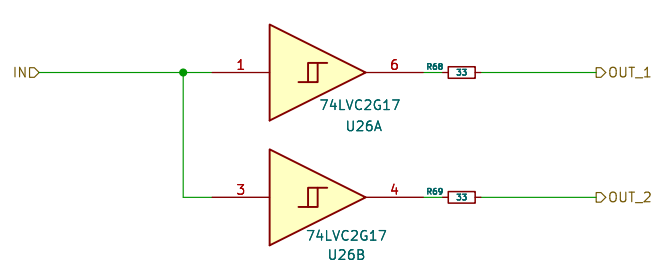 IN
1
6
R68
33
OUT_1
74LVC2G17
U26A
3
4
R69
33
OUT_2
74LVC2G17
U26B